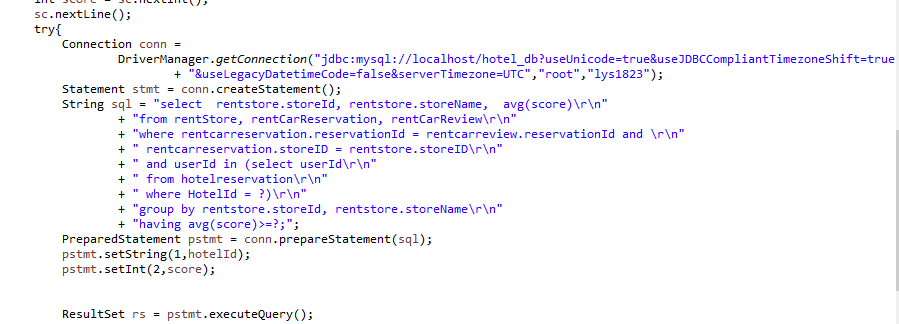 int score = sc.nextInt();
sc.nextLine();
try{
Connection conn =
DriverManager.getConnection("jdbc:mysql://localhost/hotel_db?useUnicode=true&useJDBCCompliantTimezoneShift=true
+ "&useLegacyDatetimeCode=false&serverTimezone=UTC","root","lys1823");
Statement stmt = conn.createStatement();
String sql = "select  rentstore.storeId, rentstore.storeName,  avg(score)\r\n"
+ "from rentStore, rentCarReservation, rentCarReview\r\n"
+ "where rentcarreservation.reservationId = rentcarreview.reservationId and \r\n"
+ " rentcarreservation.storeID = rentstore.storeID\r\n"
+ " and userId in (select userId\r\n"
+ " from hotelreservation\r\n"
+ " where HotelId = ?)\r\n"
+ "group by rentstore.storeId, rentstore.storeName\r\n"
+ "having avg(score)>=?;";
PreparedStatement pstmt = conn.prepareStatement(sql);
pstmt.setString(1,hotelId);
pstmt.setInt(2,score);
ResultSet rs = pstmt.executeQuery();